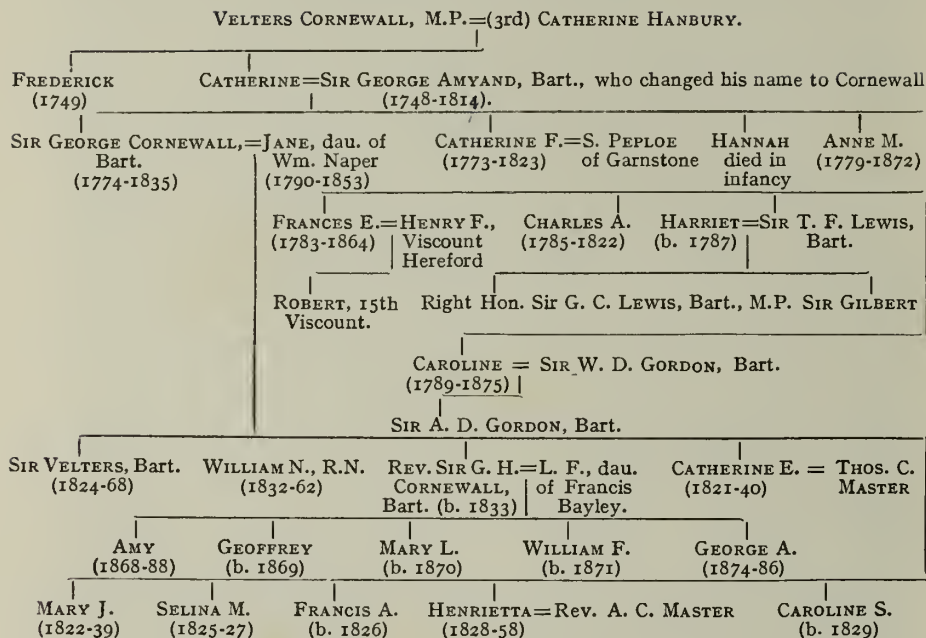 VELTERS CORNEWALL, M.P.=(3rd) CATHERINE HANBURY.
FREDERICK CATHERINE=SIR GEORGE AMYAND, Bart., who changed his name to Cornewall
(1749) (1748-1814).
SIR GEORGE CORNEWALL,=JANE, dau. of CATHERINE F.=S. PEPLOE HANNAH ANNE M.
Bart. Wm. Naper (1773-1823) of Garnstone died in (1779-1872)
(1774-1835) (1790-1853) infancy
FRANCES E.=HENRY F., CHARLES A. HARRIET=SIR T. F. LEWIS,
(1783-1864) Viscount (1785-1822) (b. 1787) Bart.
Hereford
ROBERT, 15th Right Hon. Sir G. C. LEWIS, Bart., M.P. SIR GILBERT
Viscount.
CAROLINE = SIR W. D. GORDON, Bart.
(1789-1875)
SIR A. D. GORDON, Bart.
SIR VELTERS, Bart. WILLIAM N., R.N. REV. SIR G. H.=L. F., dau. CATHERINE E. = THOS. C.
(1824-68) (1832-62) CORNEWALL, of Francis (1821-40) MASTER
Bart. (b. 1833) Bayley.
AMY GEOFFREY MARY L. WILLIAM F. GEORGE A.
(1868-88) (b. 1869) (b. 1870) (b. 1871) (1874-86)
MARY J. SELINA M. FRANCIS A. HENRIETTA=Rev. A. C. MASTER CAROLINE S.
(1822-39) (1825-27) (b. 1826) (1828-58) (b. 1829)